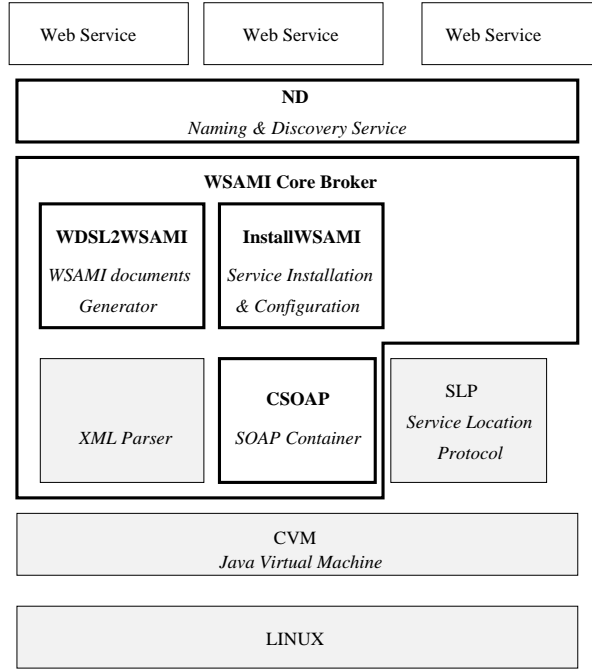 Web Service
Web Service
Web Service
ND
Naming & Discovery Service
WSAMI Core Broker
WDSL2WSAMI
WSAMI documents
Generator
InstallWSAMI
Service Installation
& Configuration
XML Parser
CSOAP
SOAP Container
SLP
Service Location
Protocol
CVM
Java Virtual Machine
LINUX